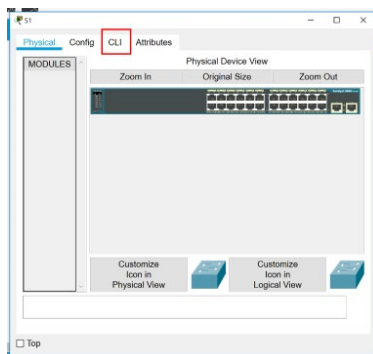 S1
Physical Config CLI Attributes
MODULES
Physical Device View
Zoom In Original Size Zoom Out
Customize
Icon in
Physical View
Customize
Icon in
Logical View
Top